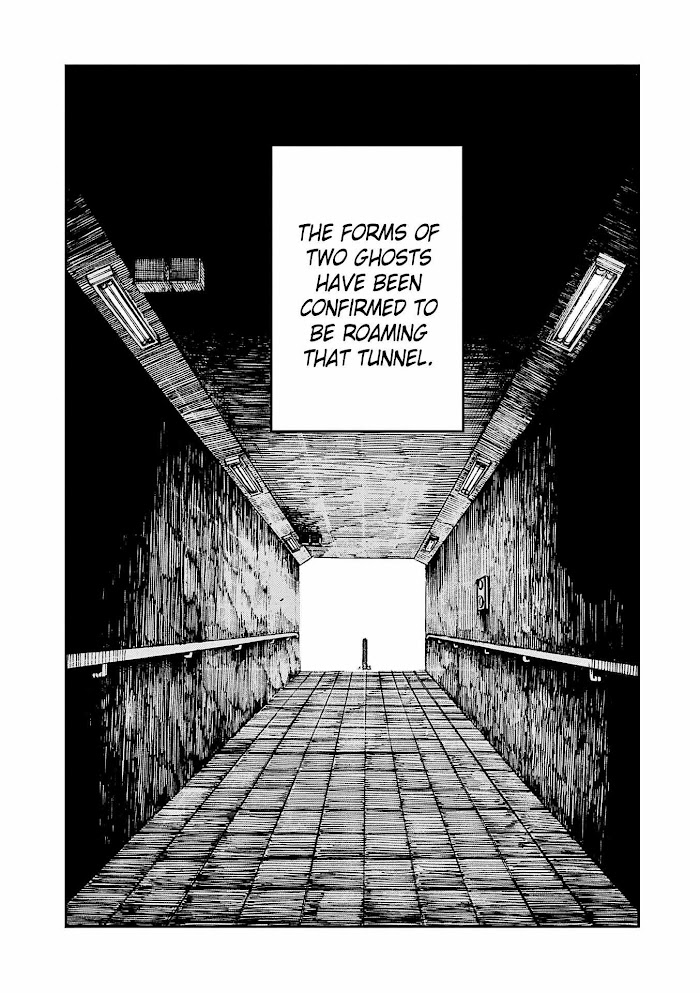 THE FORMS OF
TWO GHOSTS
HAVE BEEN
CONFIRMED TO
BE ROAMING
THAT TUNNEL.